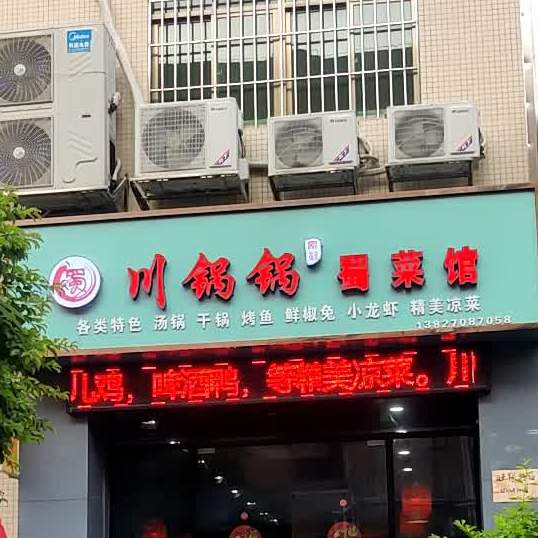 Midea
蜀
川锅锅
蜀菜馆
各类特色 汤锅 干锅 烤鱼 鲜椒兔 小龙虾 精美凉菜
13827087058
儿鸡，啤酒鸭，等精美凉菜。川